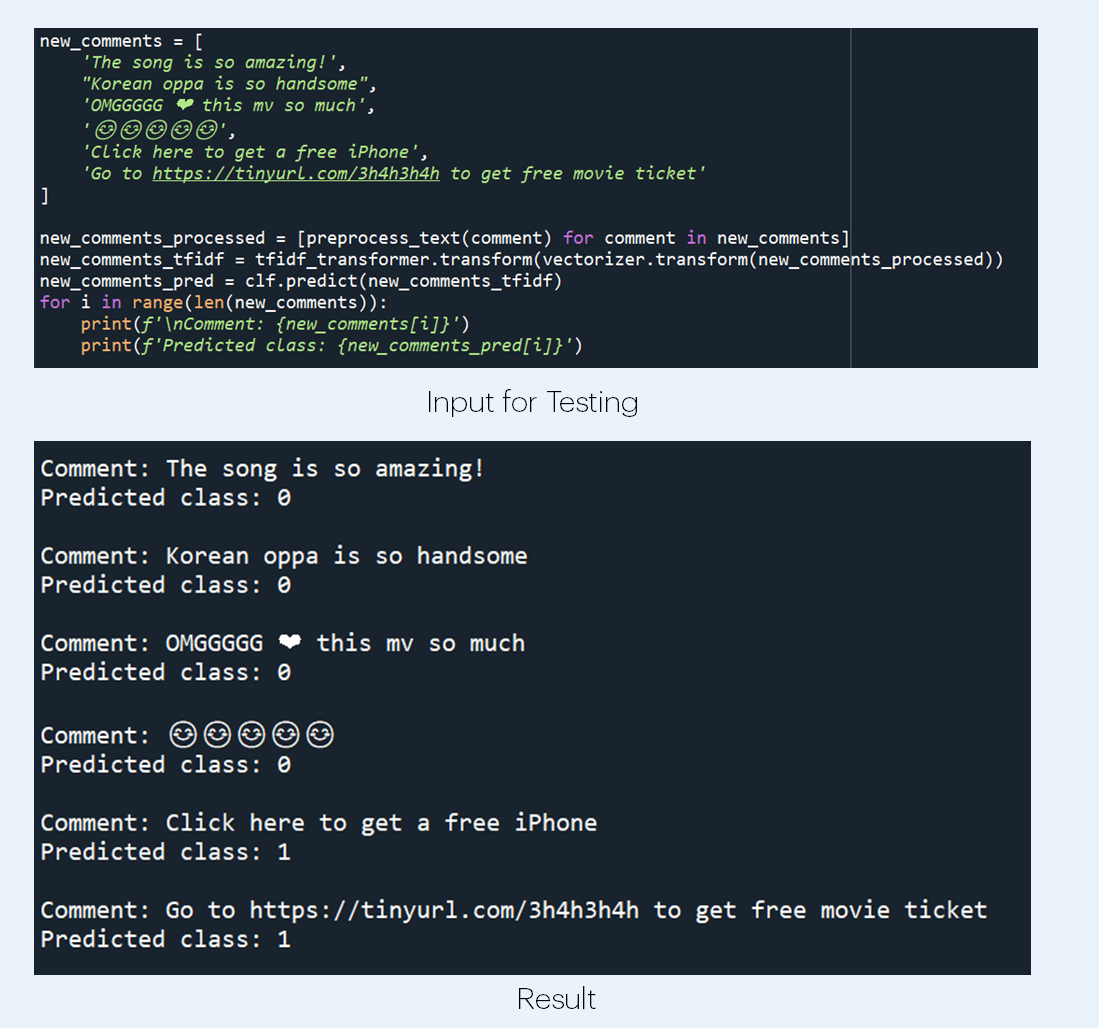 new_comments = [
    'The song is so amazing!',
    "Korean oppa is so handsome",
    'OMGGGGG ❤ this mv so much',
    '😊😊😊😊😊',
    'Click here to get a free iPhone',
    'Go to https://tinyurl.com/3h4h3h4h to get free movie ticket'
]
new_comments_processed = [preprocess_text(comment) for comment in new_comments]
new_comments_tfidf = tfidf_transformer.transform(vectorizer.transform(new_comments_processed))
new_comments_pred = clf.predict(new_comments_tfidf)
for i in range(len(new_comments)):
    print(f'\nComment: {new_comments[i]}')
    print(f'Predicted class: {new_comments_pred[i]}')
Input for Testing
Comment: The song is so amazing!
Predicted class: 0
Comment: Korean oppa is so handsome
Predicted class: 0
Comment: OMGGGGG ❤ this mv so much
Predicted class: 0
Comment: 😊😊😊😊😊
Predicted class: 0
Comment: Click here to get a free iPhone
Predicted class: 1
Comment: Go to https://tinyurl.com/3h4h3h4h to get free movie ticket
Predicted class: 1
Result